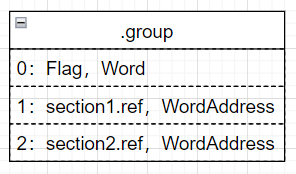 .group
0：Flag，Word
1：section1.ref，WordAddress
2：section2.ref，WordAddress